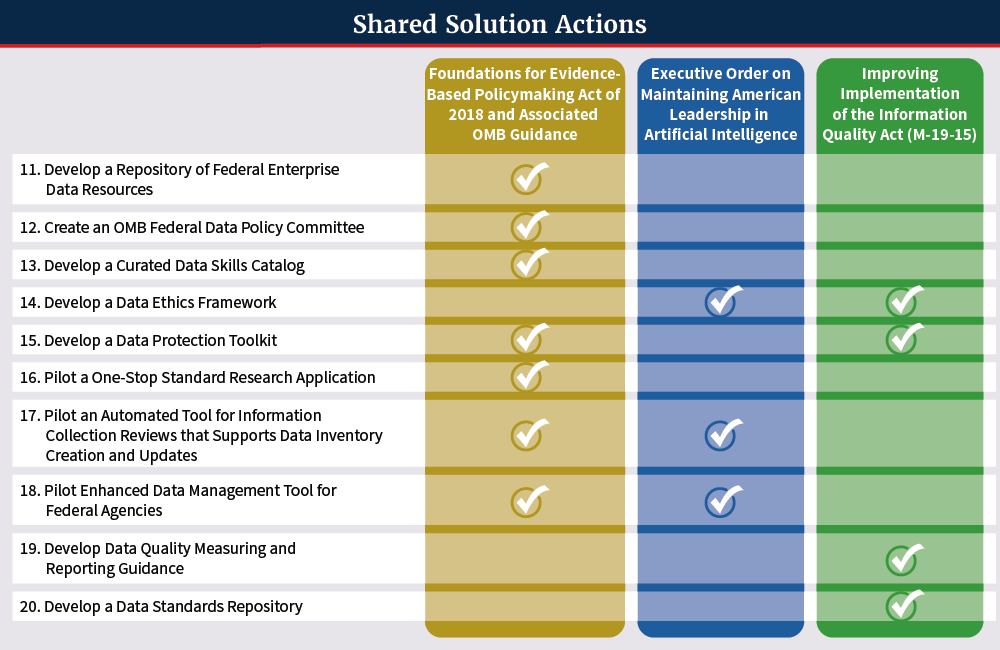 Shared Solution Actions
Foundations for Evidence-
Based Policymaking Act of
2018 and Associated
OMB Guidance
Executive Order on
Maintaining American
Leadership in
Artificial Intelligence
Improving
Implementation
of the Information
Quality Act (M-19-15)
11. Develop a Repository of Federal Enterprise
Data Resources
12. Create an OMB Federal Data Policy Committee
13. Develop a Curated Data Skills Catalog
14. Develop a Data Ethics Framework
15. Develop a Data Protection Toolkit
16. Pilot a One-Stop Standard Research Application
17. Pilot an Automated Tool for Information
Collection Reviews that Supports Data Inventory
Creation and Updates
18. Pilot Enhanced Data Management Tool for
Federal Agencies
19. Develop Data Quality Measuring and
Reporting Guidance
20. Develop a Data Standards Repository